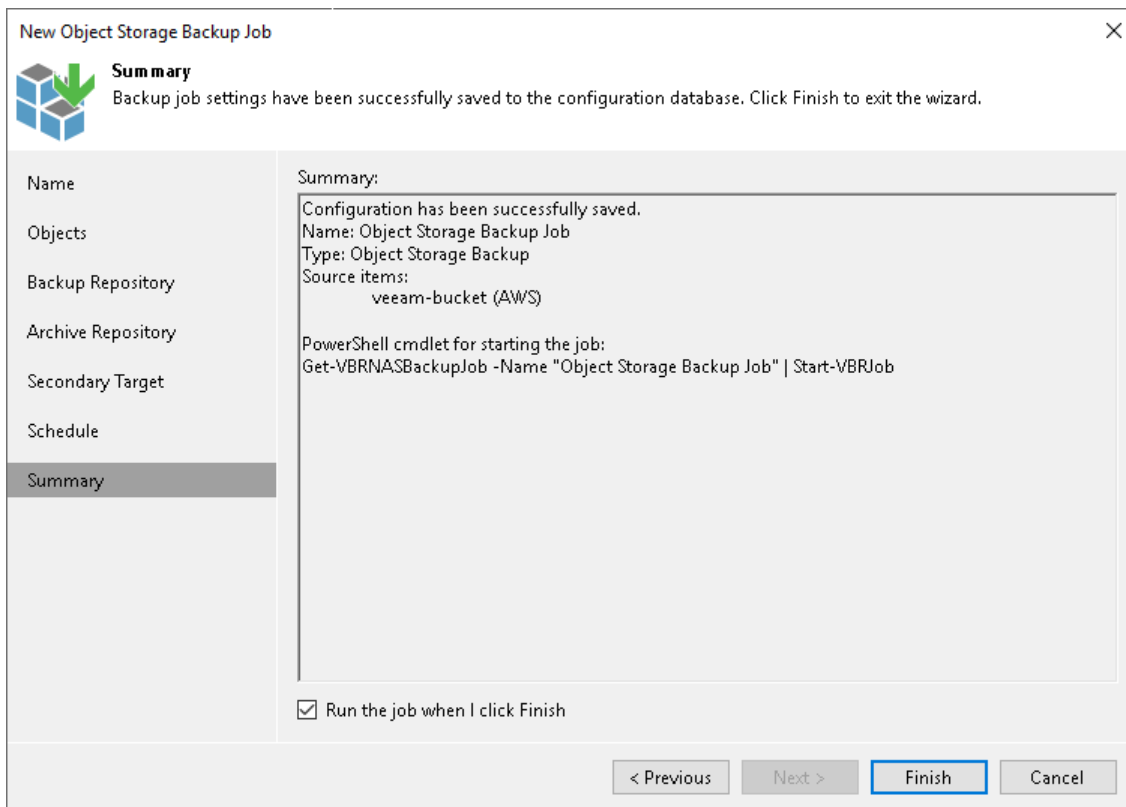 New Object Storage Backup Job
Summary
Backup job settings have been successfully saved to the configuration database. Click Finish to exit the wizard.
Name
Objects
Backup Repository
Archive Repository
Secondary Target
Schedule
Summary
Summary:
Configuration has been successfully saved.
Name: Object Storage Backup Job
Type: Object Storage Backup
Source items:
veeam-bucket (AWS)
PowerShell cmdlet for starting the job:
Get-VBRNASBackupJob -Name "Object Storage Backup Job" | Start-VBRJob
Run the job when I click Finish
< Previous
Next >
Finish
Cancel